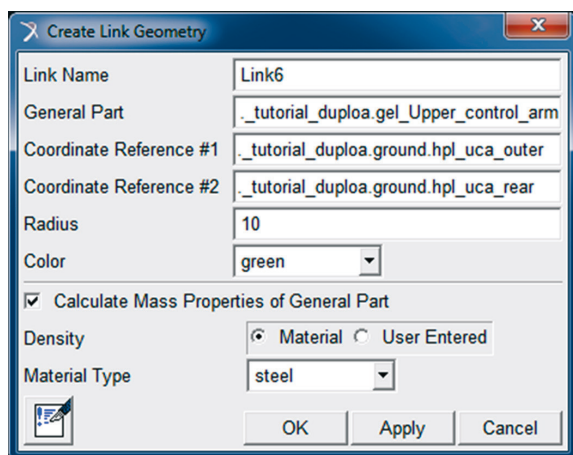 Create Link Geometry
Link Name Link6
General Part ._tutorial_duploa.gel_Upper_control_arm
Coordinate Reference #1 ._tutorial_duploa.ground.hpl_uca_outer
Coordinate Reference #2 ._tutorial_duploa.ground.hpl_uca_rear
Radius 10
Color green
Calculate Mass Properties of General Part
Density Material User Entered
Material Type steel
OK Apply Cancel